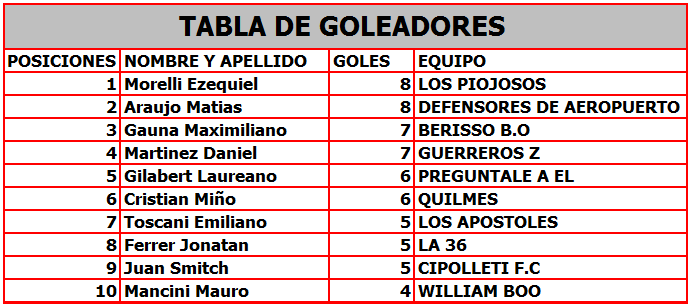 TABLA DE GOLEADORES
POSICIONES NOMBRE Y APELLIDO GOLES EQUIPO
1 Morelli Ezequiel 8 LOS PIOJOSOS
2 Araujo Matias 8 DEFENSORES DE AEROPUERTO
3 Gauna Maximiliano 7 BERISSO B.O
4 Martinez Daniel 7 GUERREROS Z
5 Gilabert Laureano 6 PREGUNTALE A EL
6 Cristian Miño 6 QUILMES
7 Toscani Emiliano 5 LOS APOSTOLES
8 Ferrer Jonatan 5 LA 36
9 Juan Smitch 5 CIPOLLETI F.C
10 Mancini Mauro 4 WILLIAM BOO